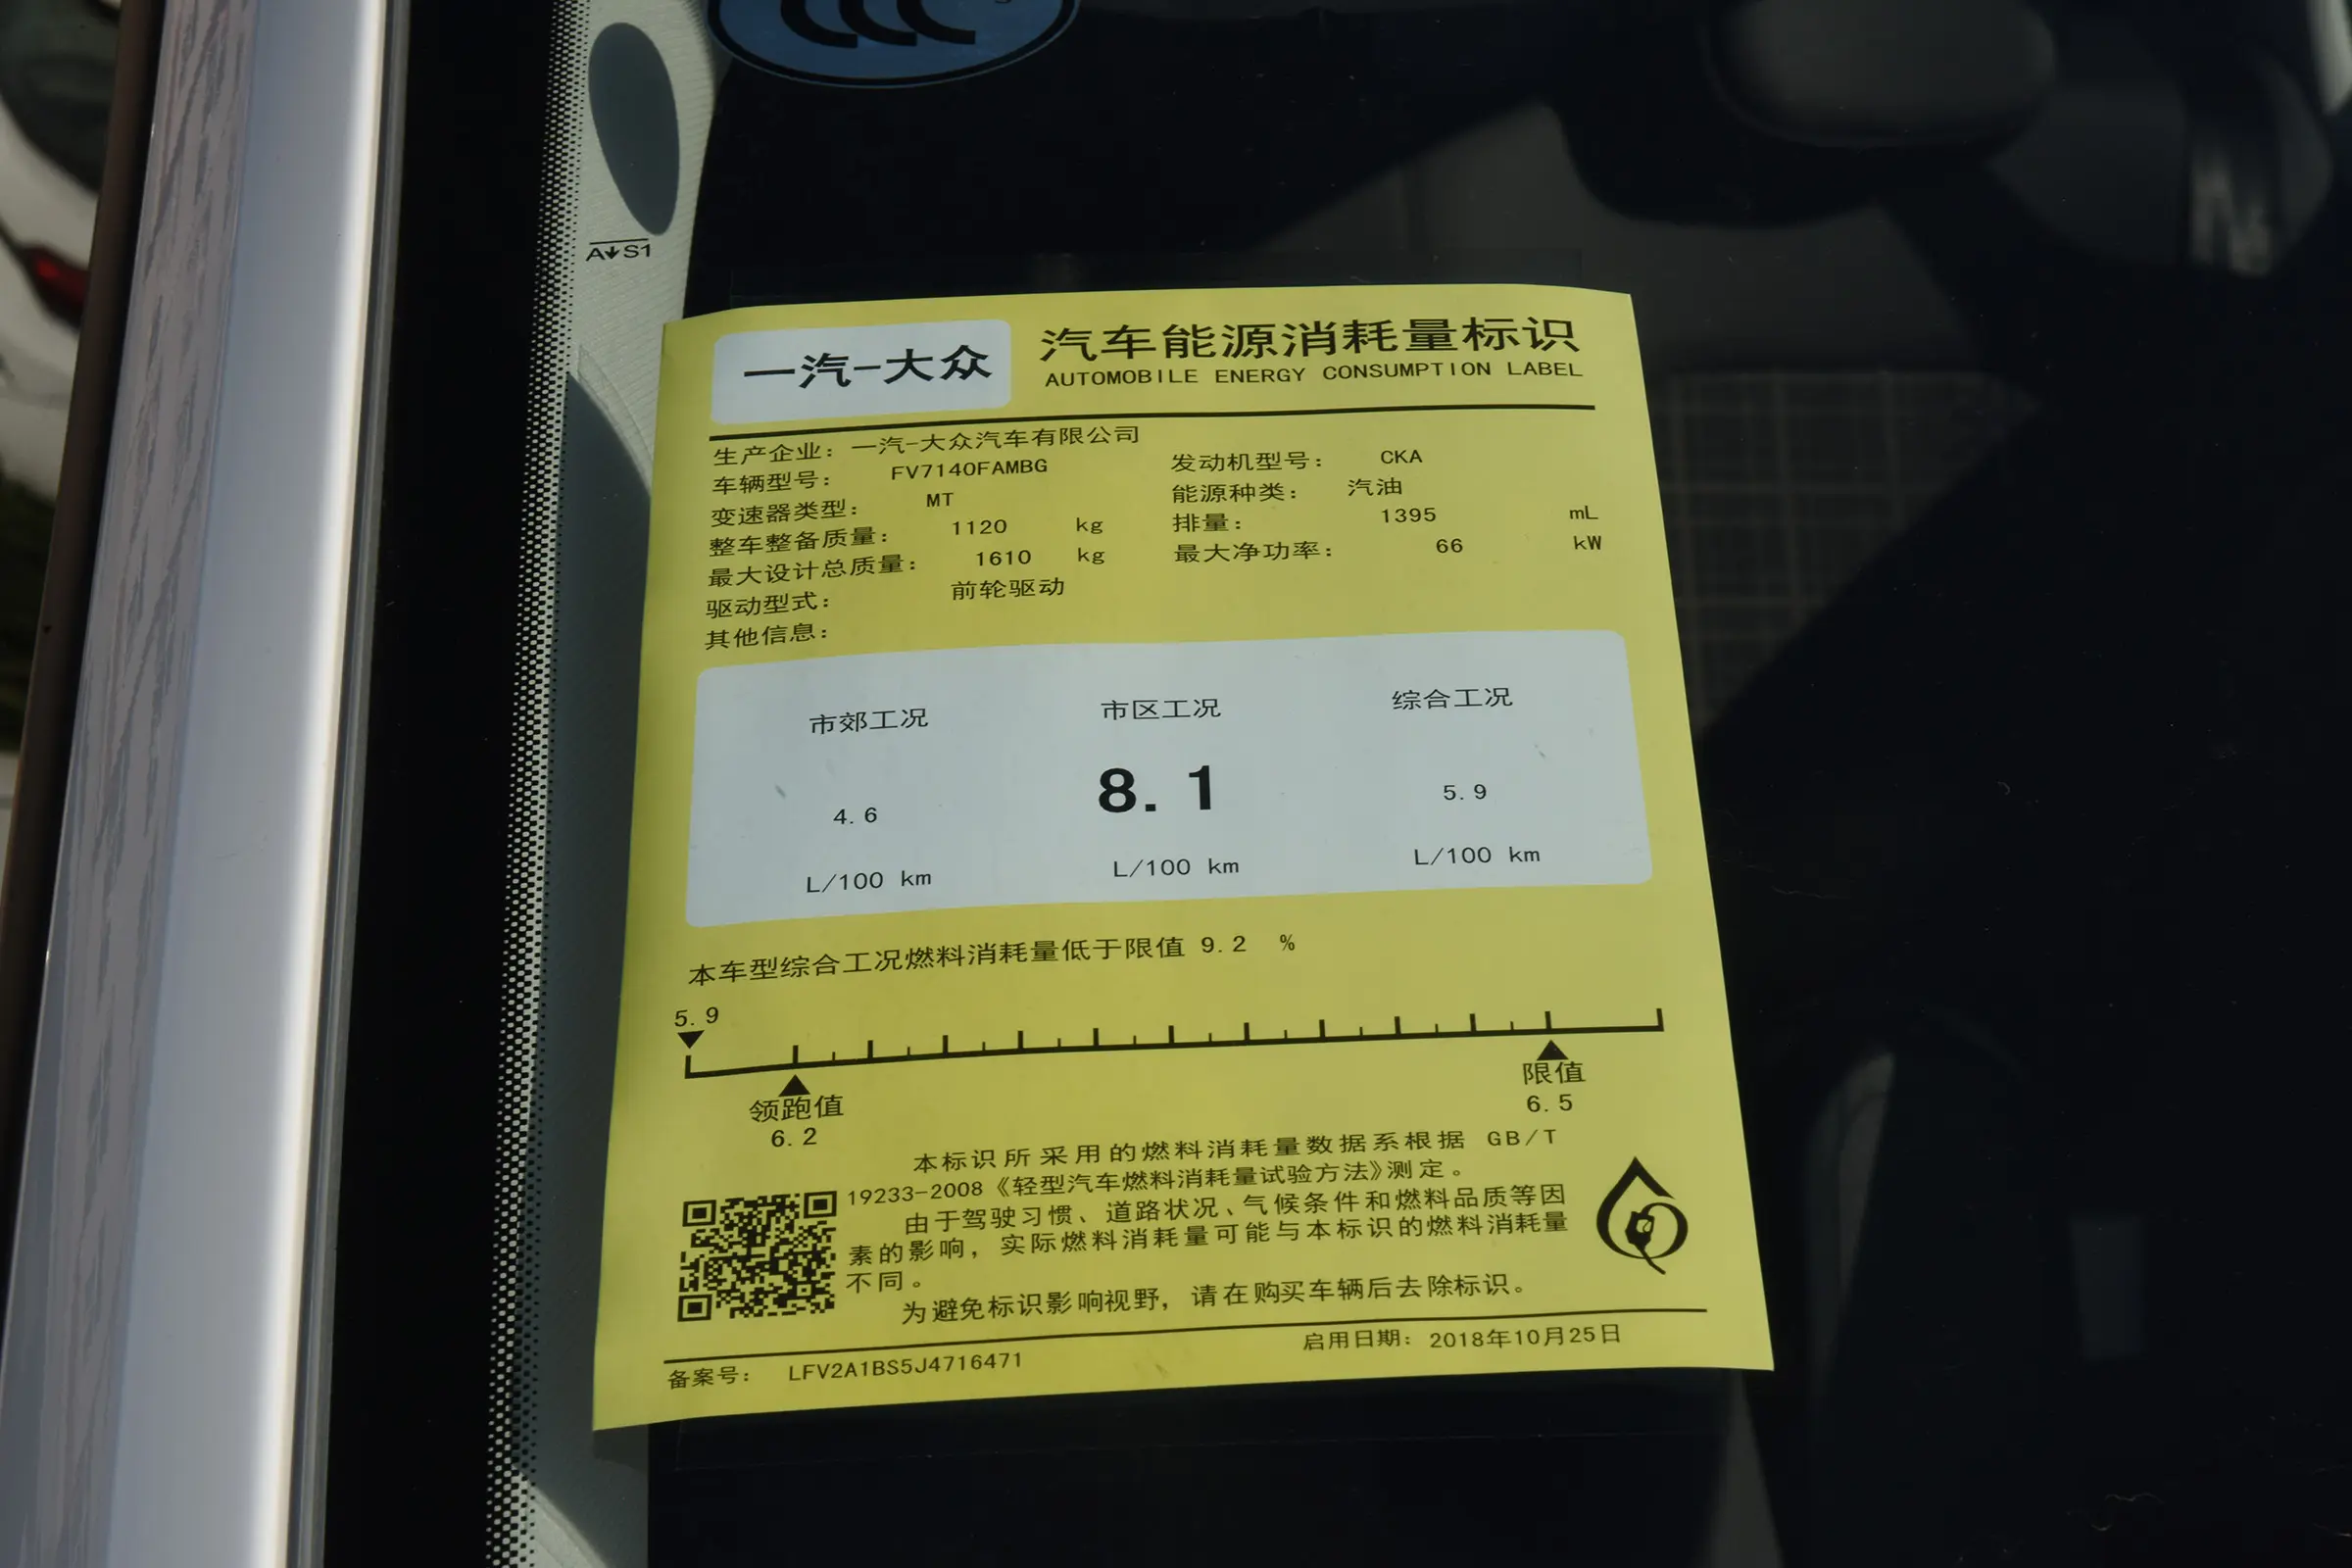 CCC
S
A↓S1
一汽-大众
汽车能源消耗量标识
AUTOMOBILE ENERGY CONSUMPTION LABEL
生产企业：一汽-大众汽车有限公司
车辆型号： FV7140FAMBG 发动机型号： CKA
变速器类型： MT 能源种类： 汽油
整车整备质量： 1120 kg 排量： 1395 mL
最大设计总质量： 1610 kg 最大净功率： 66 kW
驱动型式： 前轮驱动
其他信息：
市郊工况 市区工况 综合工况
4.6 8.1 5.9
L/100 km L/100 km L/100 km
本车型综合工况燃料消耗量低于限值 9.2 %
5.9
领跑值 限值
6.2 6.5
本标识所采用的燃料消耗量数据系根据 GB/T
19233-2008《轻型汽车燃料消耗量试验方法》测定。
由于驾驶习惯、道路状况、气候条件和燃料品质等因
素的影响，实际燃料消耗量可能与本标识的燃料消耗量
不同。
为避免标识影响视野，请在购买车辆后去除标识。
备案号： LFV2A1BS5J4716471 启用日期： 2018年10月25日